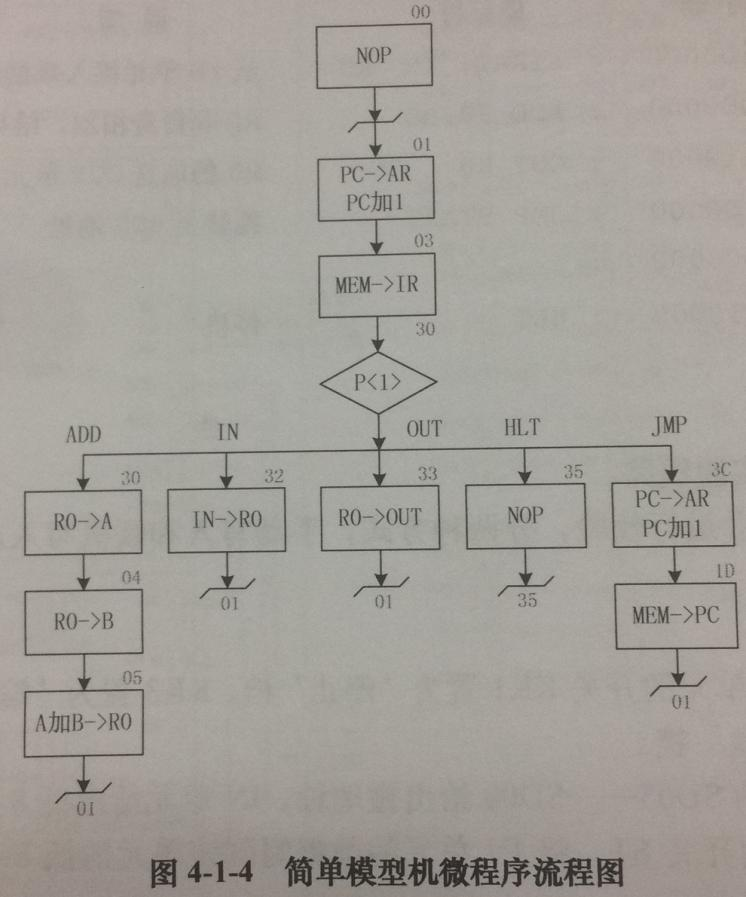 00
NOP
01
PC->AR
PC加1
03
MEM->IR
30
P<1>
ADD
IN
OUT
HLT
JMP
30
R0->A
32
IN->R0
33
R0->OUT
35
NOP
3C
PC->AR
PC加1
01
01
35
04
R0->B
1D
MEM->PC
01
05
A加B->R0
01
图 4-1-4 简单模型机微程序流程图